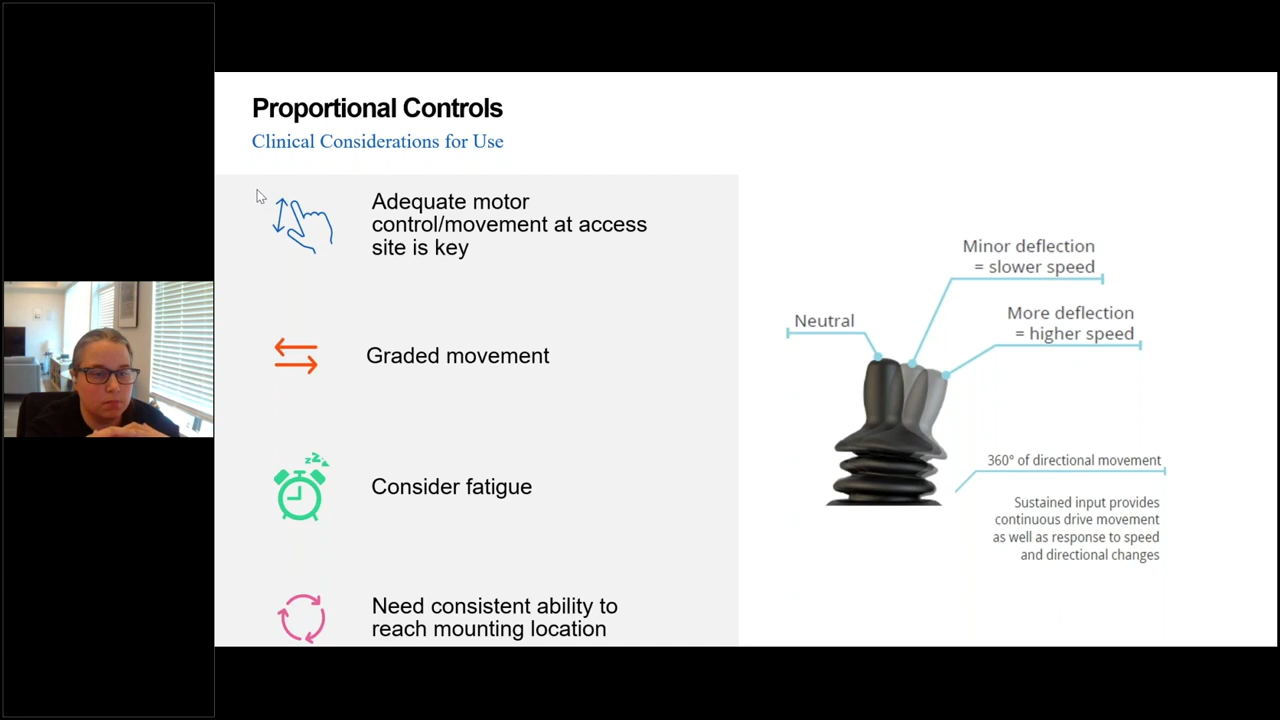 Proportional Controls
Clinical Considerations for Use
Adequate motor
control/movement at access
site is key
Graded movement
Consider fatigue
Need consistent ability to
reach mounting location
Minor deflection
= slower speed
More deflection
= higher speed
Neutral
360° of directional movement
Sustained input provides
continuous drive movement
as well as response to speed
and directional changes